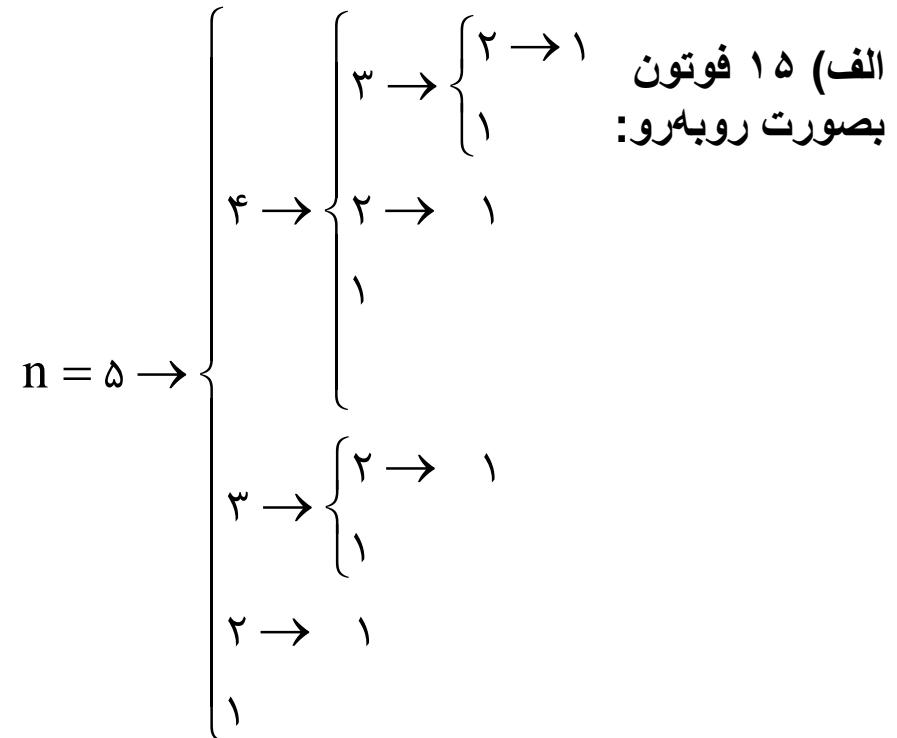 الف) ۱۵ فوتون
بصورت روبه‌رو:
۳ → { ۲ → ۱
۱
۴ → { ۲ → ۱
۱
n = ۵ → {
۳ → { ۲ → ۱
۱
۲ → ۱
۱